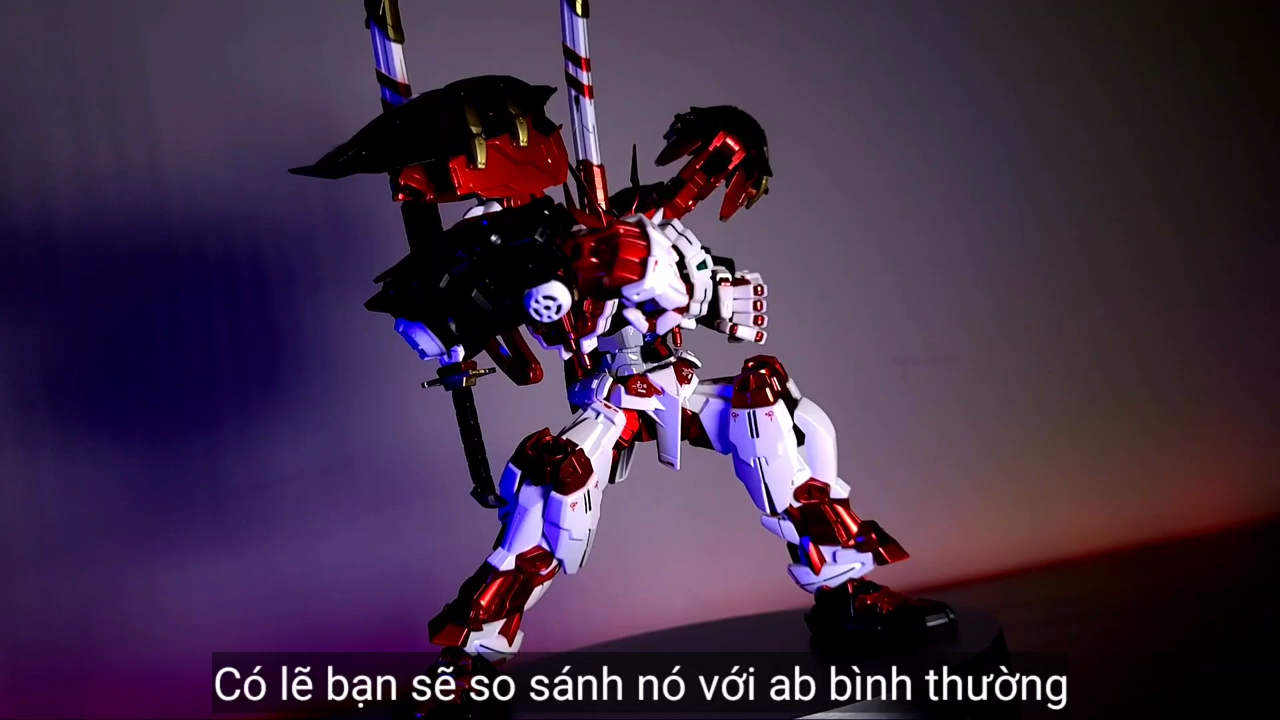 Có lẽ bạn sẽ so sánh nó với ab bình thường